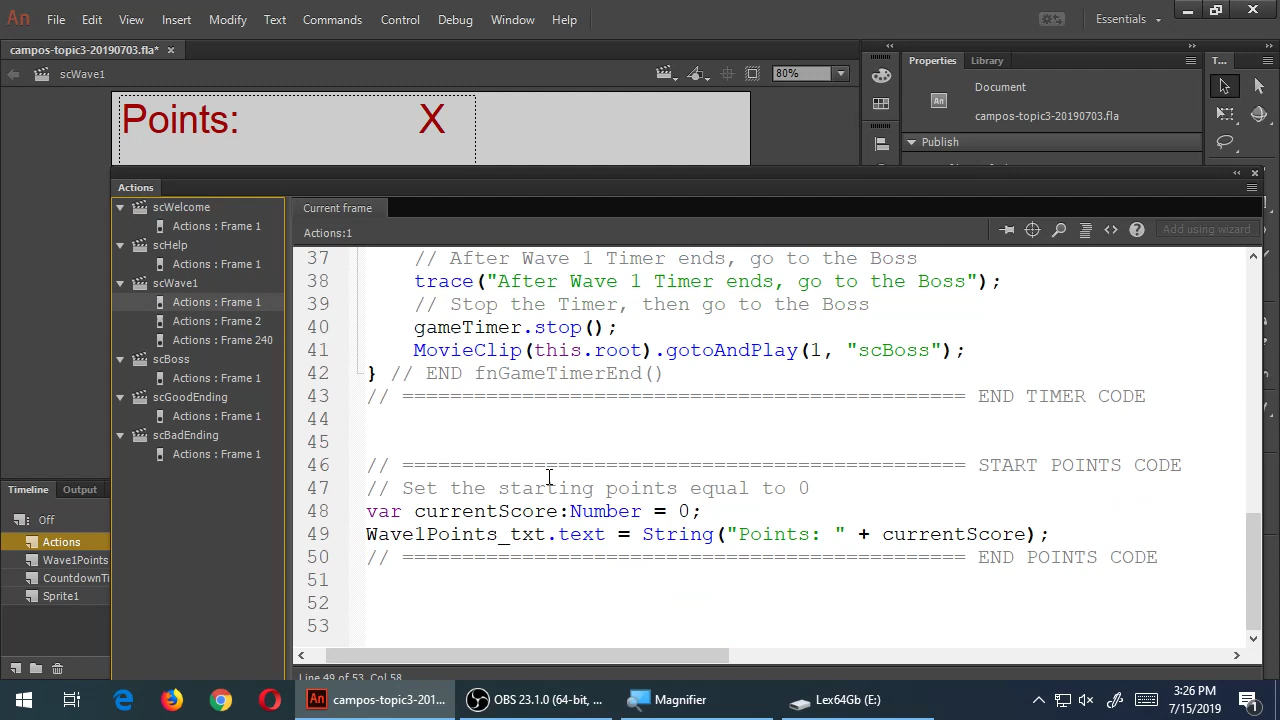 An File Edit View Insert Modify Text Commands Control Debug Window Help Essentials
campos-topic3-20190703.fla* ×
scWave1 80%
Points: X
Properties Library T...
Document
An campos-topic3-20190703.fla
Publish
Actions
scWelcome
Actions : Frame 1
scHelp
Actions : Frame 1
scWave1
Actions : Frame 1
Actions : Frame 2
Actions : Frame 240
scBoss
Actions : Frame 1
scGoodEnding
Actions : Frame 1
scBadEnding
Actions : Frame 1
Current frame
Actions:1 Add using wizard
37 // After Wave 1 Timer ends, go to the Boss
38 trace("After Wave 1 Timer ends, go to the Boss");
39 // Stop the Timer, then go to the Boss
40 gameTimer.stop();
41 MovieClip(this.root).gotoAndPlay(1, "scBoss");
42 } // END fnGameTimerEnd()
43 // =============================================== END TIMER CODE
44
45
46 // =============================================== START POINTS CODE
47 // Set the starting points equal to 0
48 var currentScore:Number = 0;
49 Wave1Points_txt.text = String("Points: " + currentScore);
50 // =============================================== END POINTS CODE
51
52
53
Line 49 of 53, Col 58
Timeline Output
Off
Actions
Wave1Points
CountdownTi
Sprite1
An campos-topic3-201... OBS 23.1.0 (64-bit, ... Magnifier Lex64Gb (E:)
3:26 PM
7/15/2019
1